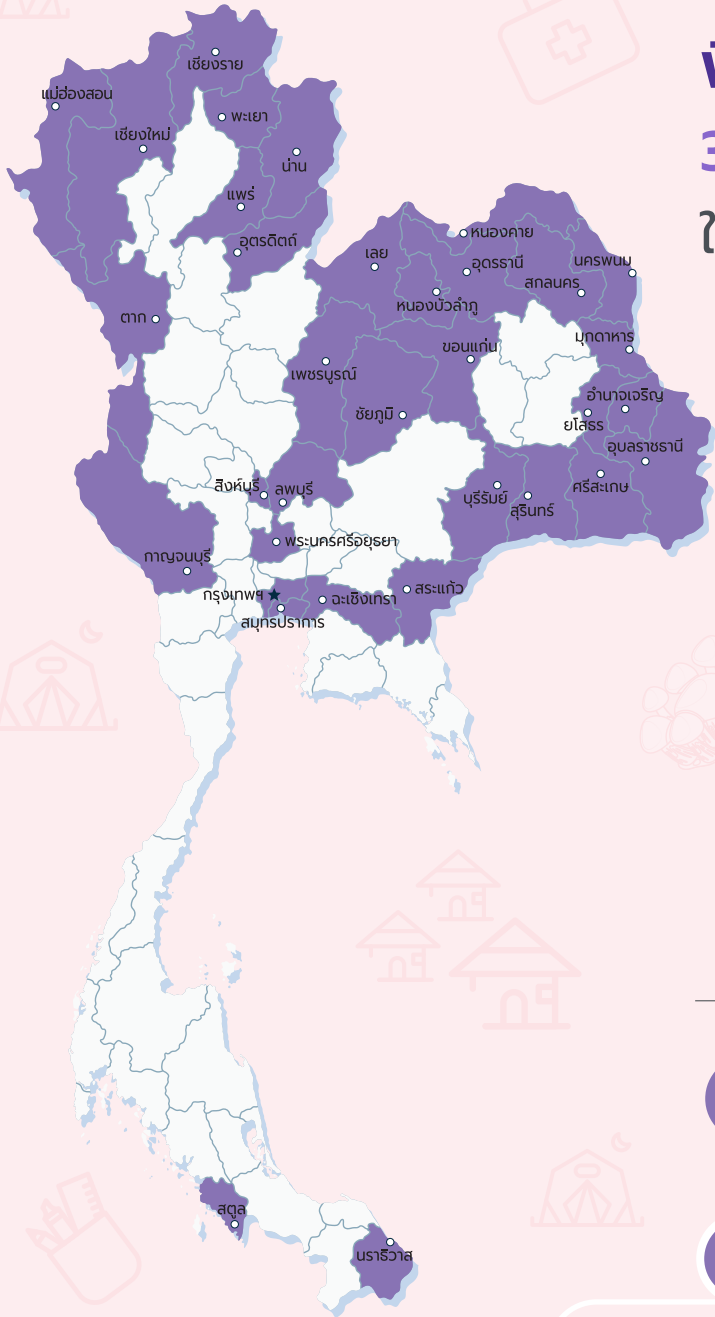 เชียงราย
แม่ฮ่องสอน
พะเยา
เชียงใหม่
น่าน
แพร่
อุตรดิตถ์
หนองคาย
เลย
อุดรธานี
นครพนม
สกลนคร
หนองบัวลำภู
ตาก
มุกดาหาร
ขอนแก่น
เพชรบูรณ์
อำนาจเจริญ
ชัยภูมิ
ยโสธร
อุบลราชธานี
สิงห์บุรี
ลพบุรี
ศรีสะเกษ
บุรีรัมย์
สุรินทร์
พระนครศรีอยุธยา
กาญจนบุรี
สระแก้ว
กรุงเทพฯ
ฉะเชิงเทรา
สมุทรปราการ
สตูล
นราธิวาส